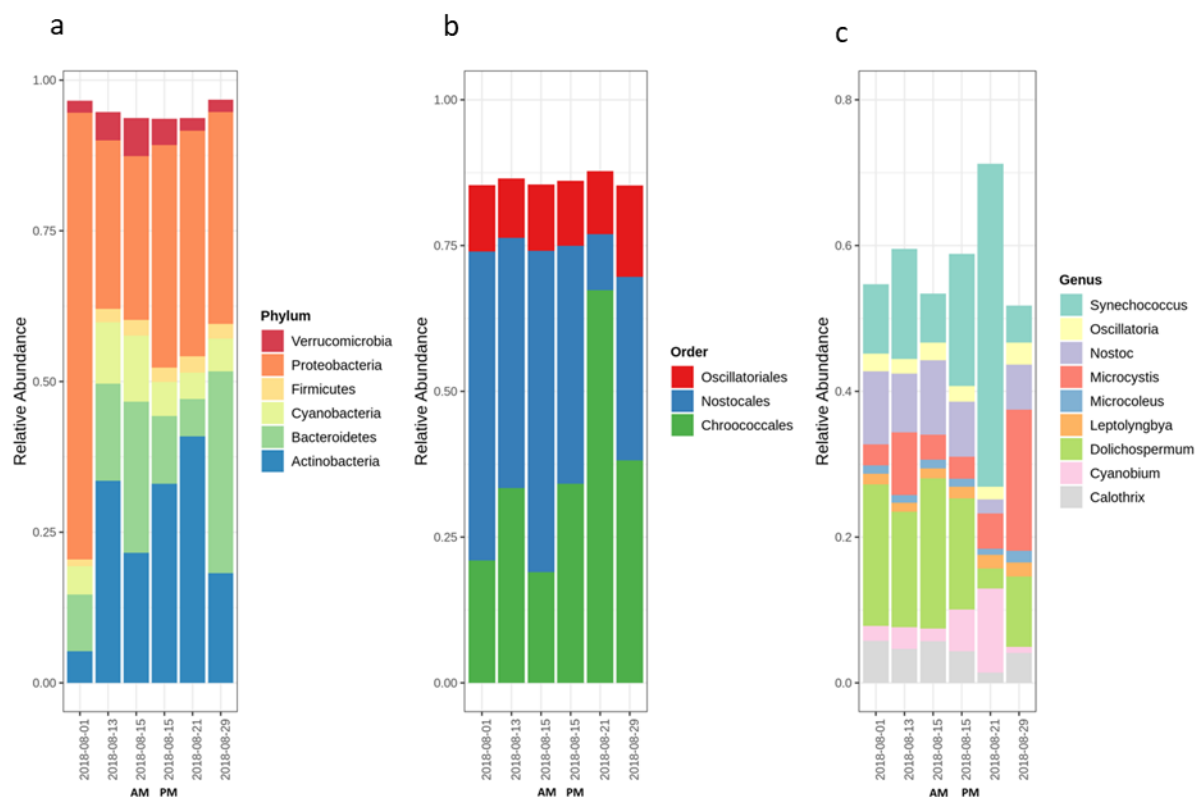 a
b
c
1.00
0.75
0.50
0.25
0.00
Relative Abundance
2018-08-01
2018-08-13
2018-08-15
2018-08-15
2018-08-21
2018-08-29
AM PM
Phylum
Verrucomicrobia
Proteobacteria
Firmicutes
Cyanobacteria
Bacteroidetes
Actinobacteria
1.00
0.75
0.50
0.25
0.00
Relative Abundance
2018-08-01
2018-08-13
2018-08-15
2018-08-15
2018-08-21
2018-08-29
AM PM
Order
Oscillatoriales
Nostocales
Chroococcales
0.8
0.6
0.4
0.2
0.0
Relative Abundance
2018-08-01
2018-08-13
2018-08-15
2018-08-15
2018-08-21
2018-08-29
AM PM
Genus
Synechococcus
Oscillatoria
Nostoc
Microcystis
Microcoleus
Leptolyngbya
Dolichospermum
Cyanobium
Calothrix